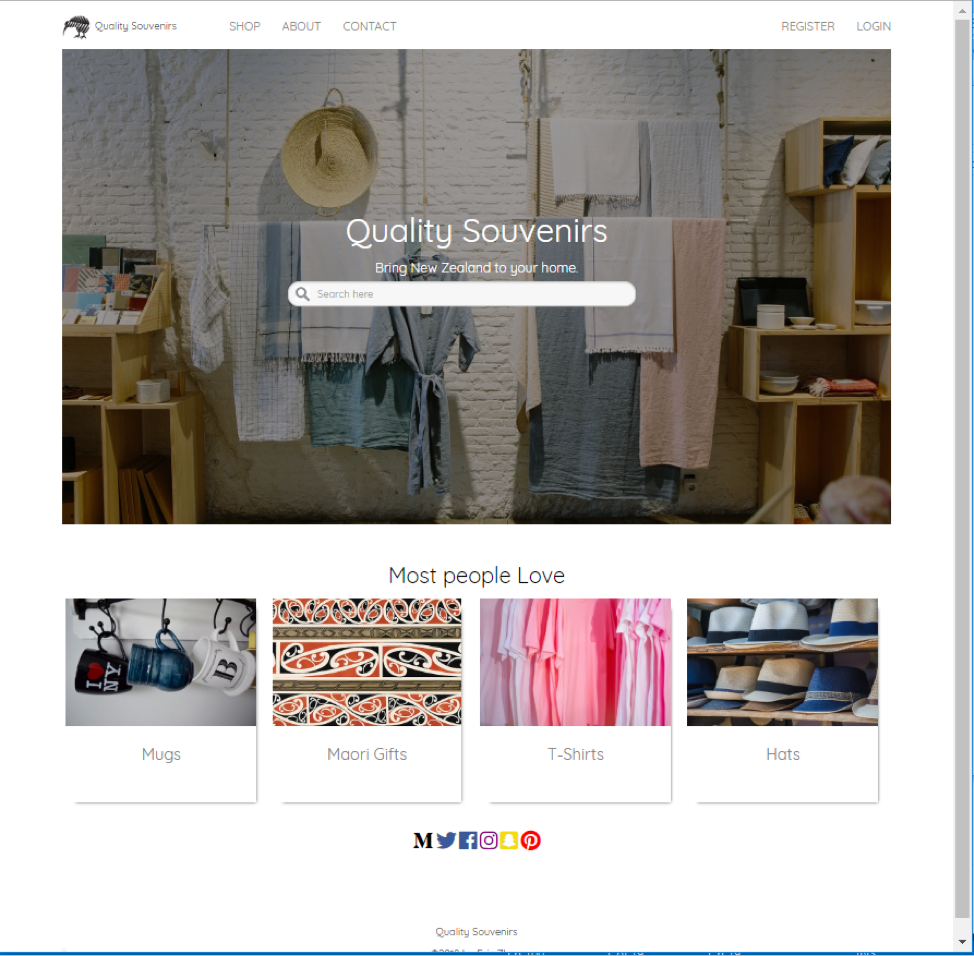 Quality Souvenirs
SHOP ABOUT CONTACT
REGISTER LOGIN
Quality Souvenirs
Bring New Zealand to your home.
Search here
Most people Love
I NY
B
Mugs
Maori Gifts
T-Shirts
Hats
M
Quality Souvenirs